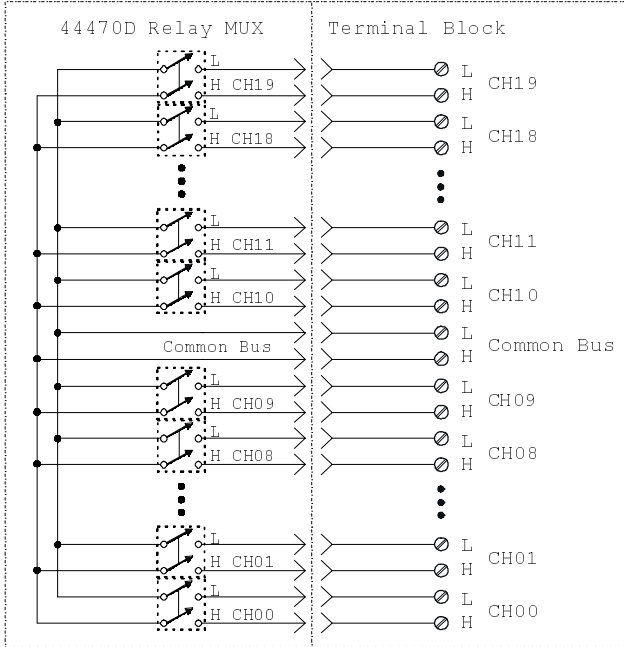 44470D Relay MUX Terminal Block
L L
H CH19 H CH19
L L
H CH18 H CH18
L L
H CH11 H CH11
L L
H CH10 H CH10
L
Common Bus H Common Bus
L L
H CH09 H CH09
L L
H CH08 H CH08
L L
H CH01 H CH01
L L
H CH00 H CH00